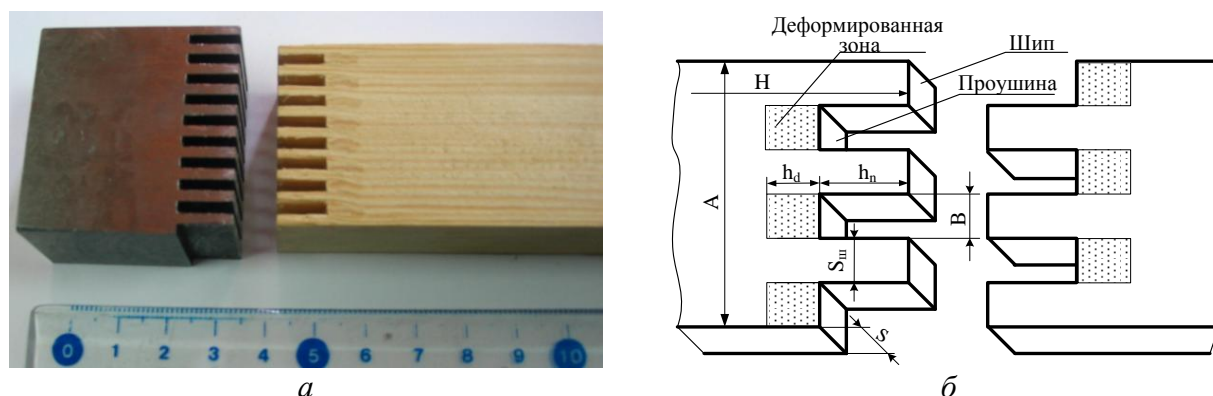 Деформированная
зона
Шип
H
Проушина
A
h_d
h_n
B
S_ш
s
0 1 2 3 4 5 6 7 8 9 10
а
б